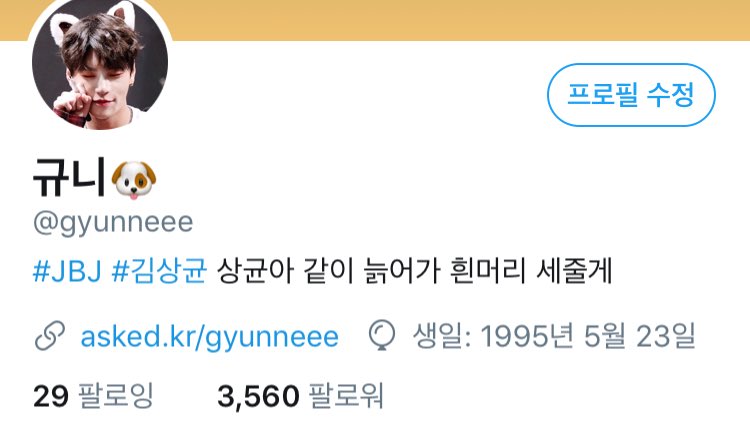 프로필 수정
규니🐶
@gyunneee
#JBJ #김상균 상균아 같이 늙어가 흰머리 세줄게
asked.kr/gyunneee 생일: 1995년 5월 23일
29 팔로잉 3,560 팔로워